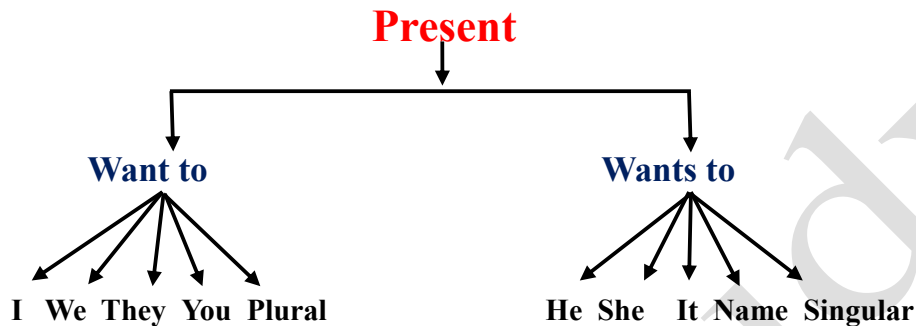 Present
Want to Wants to
I We They You Plural He She It Name Singular